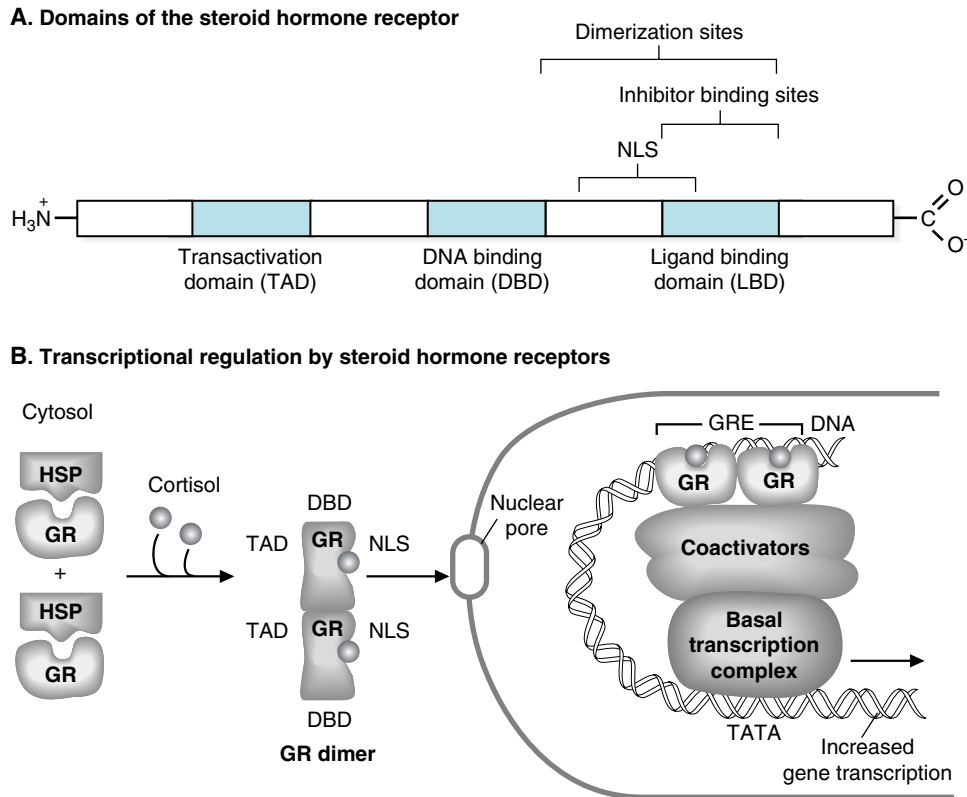 A. Domains of the steroid hormone receptor
Dimerization sites
Inhibitor binding sites
NLS
H₃N⁺
C
O
O⁻
Transactivation
domain (TAD)
DNA binding
domain (DBD)
Ligand binding
domain (LBD)
B. Transcriptional regulation by steroid hormone receptors
Cytosol
HSP
GR
+
HSP
GR
Cortisol
DBD
TAD
GR
NLS
TAD
GR
NLS
DBD
GR dimer
Nuclear
pore
GRE
DNA
GR
GR
Coactivators
Basal
transcription
complex
TATA
Increased
gene transcription